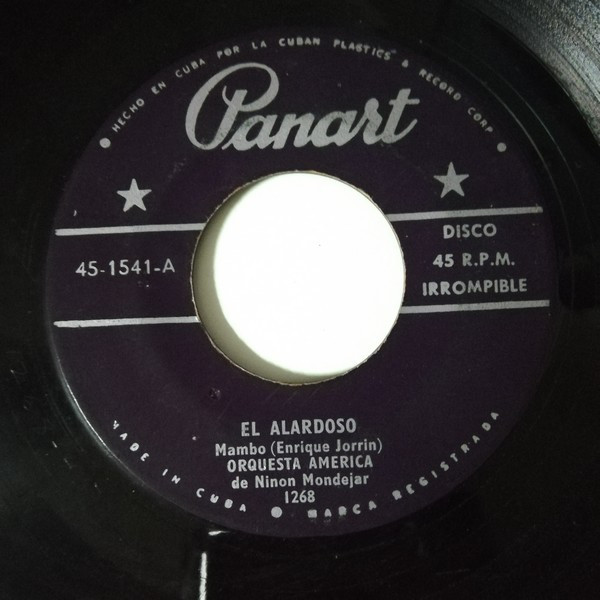 HECHO EN CUBA POR LA CUBAN PLASTICS & RECORD CORP
Panart
45-1541-A
DISCO
45 R.P.M.
IRROMPIBLE
EL ALARDOSO
Mambo (Enrique Jorrin)
ORQUESTA AMERICA
de Ninon Mondejar
1268
MADE IN CUBA
MARCA REGISTRADA